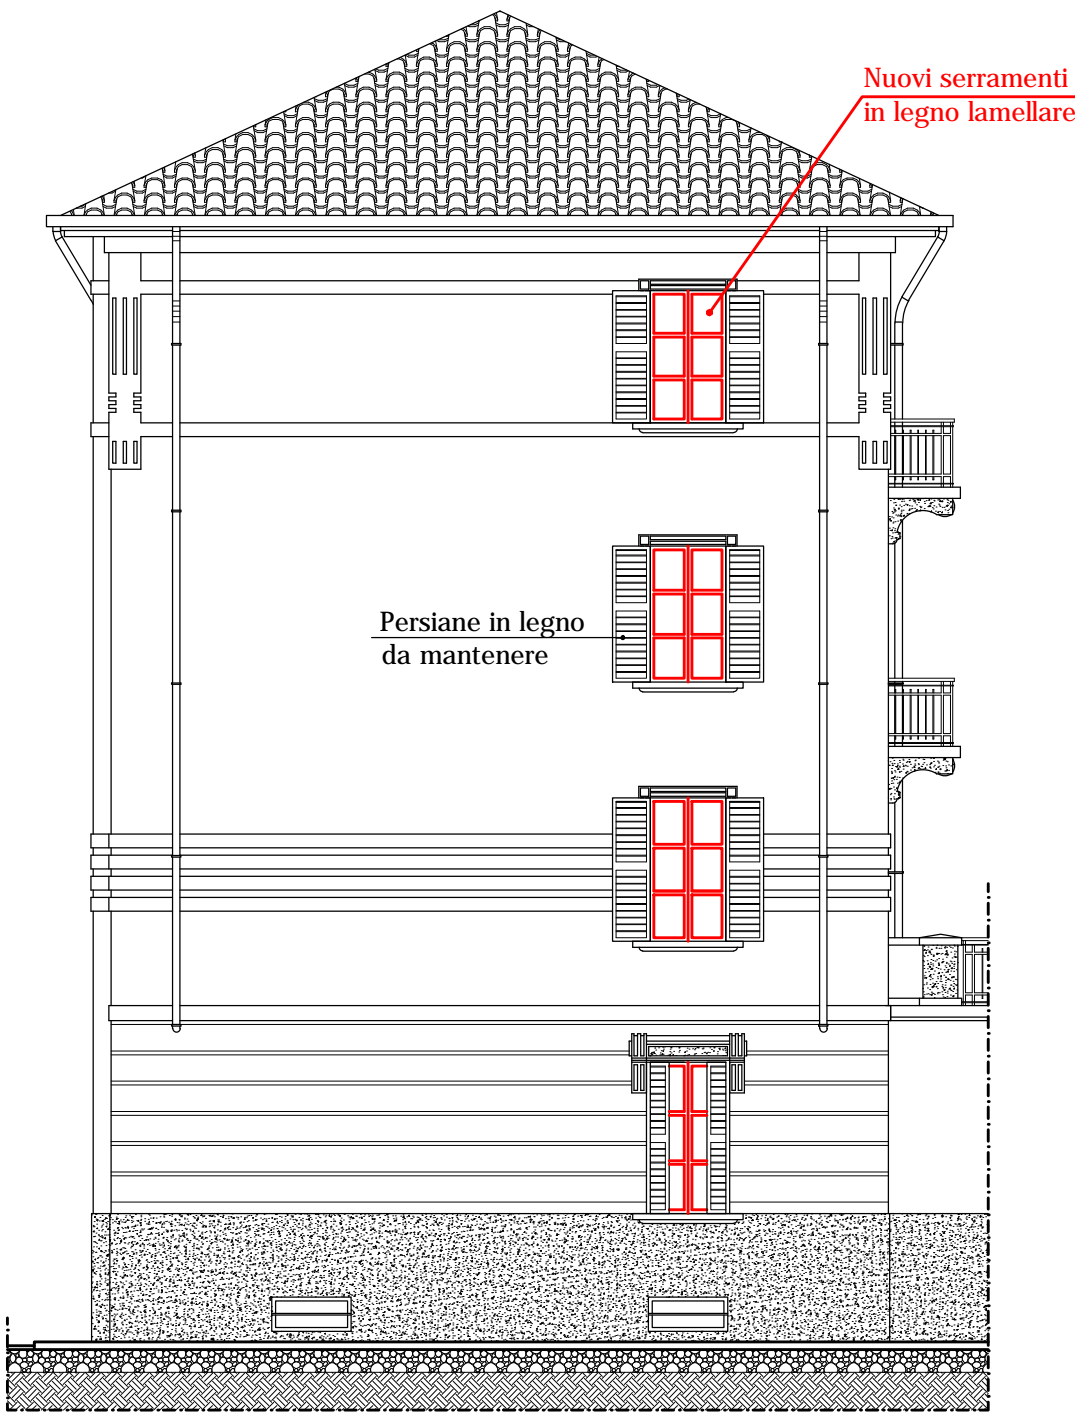 Nuovi serramenti
in legno lamellare
Persiane in legno
da mantenere